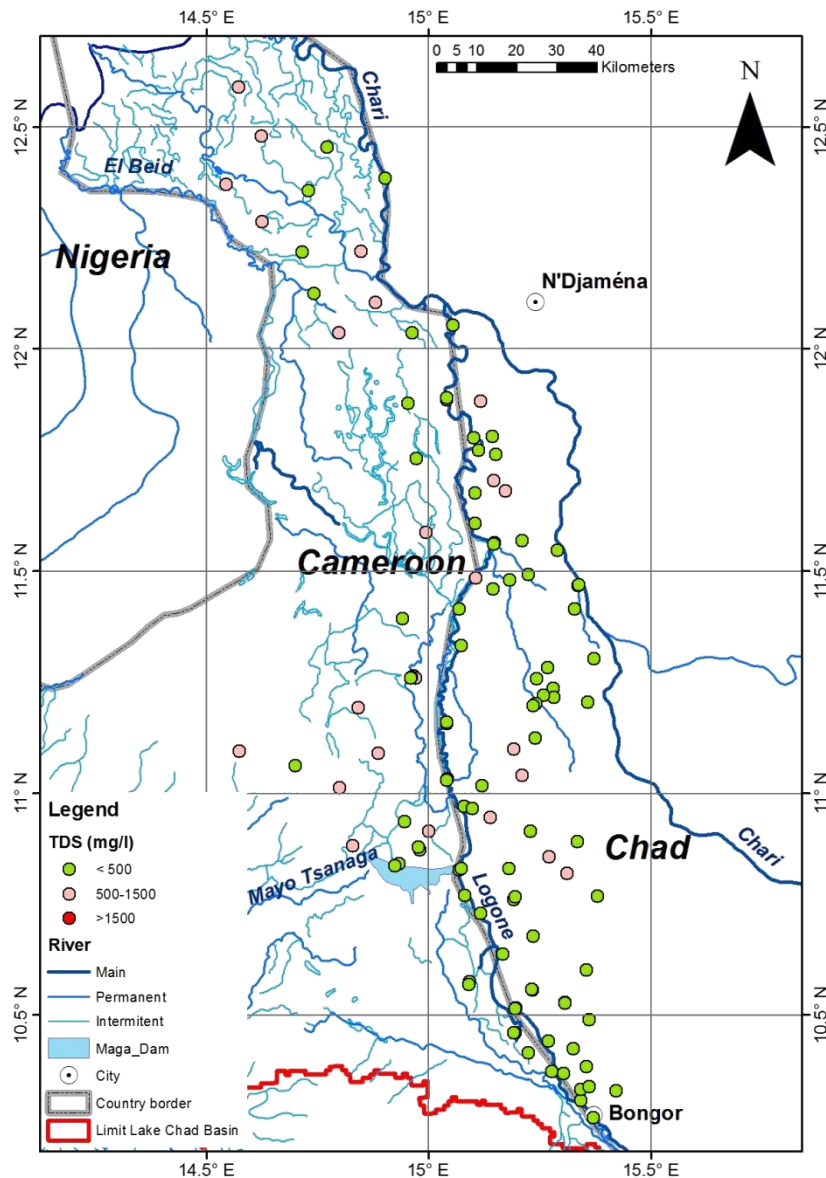 14.5° E
15° E
15.5° E
0 5 10 20 30 40
Kilometers
N
Chari
12.5° N
12.5° N
El Beid
Nigeria
N'Djaména
12° N
12° N
Cameroon
11.5° N
11.5° N
11° N
11° N
Legend
TDS (mg/l)
< 500
500-1500
>1500
River
Main
Permanent
Intermitent
Maga_Dam
City
Country border
Limit Lake Chad Basin
Chad
Chari
Mayo Tsanaga
Logone
10.5° N
10.5° N
Bongor
14.5° E
15° E
15.5° E